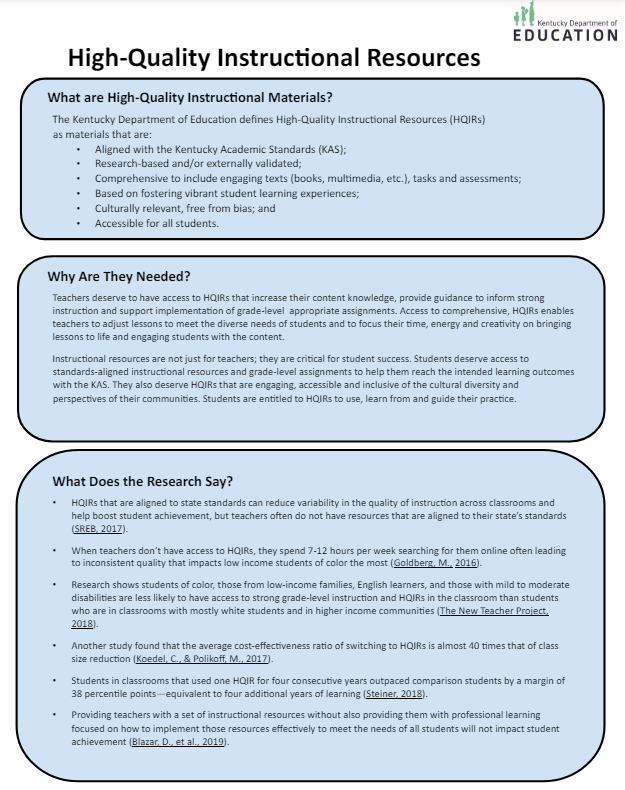 Kentucky Department of
EDUCATION
High-Quality Instructional Resources
What are High-Quality Instructional Materials?
The Kentucky Department of Education defines High-Quality Instructional Resources (HQIRs)
as materials that are:
• Aligned with the Kentucky Academic Standards (KAS);
• Research-based and/or externally validated;
• Comprehensive to include engaging texts (books, multimedia, etc.), tasks and assessments;
• Based on fostering vibrant student learning experiences;
• Culturally relevant, free from bias; and
• Accessible for all students.
Why Are They Needed?
Teachers deserve to have access to HQIRs that increase their content knowledge, provide guidance to inform strong
instruction and support implementation of grade-level appropriate assignments. Access to comprehensive, HQIRs enables
teachers to adjust lessons to meet the diverse needs of students and to focus their time, energy and creativity on bringing
lessons to life and engaging students with the content.
Instructional resources are not just for teachers; they are critical for student success. Students deserve access to
standards-aligned instructional resources and grade-level assignments to help them reach the intended learning outcomes
with the KAS. They also deserve HQIRs that are engaging, accessible and inclusive of the cultural diversity and
perspectives of their communities. Students are entitled to HQIRs to use, learn from and guide their practice.
What Does the Research Say?
• HQIRs that are aligned to state standards can reduce variability in the quality of instruction across classrooms and
help boost student achievement, but teachers often do not have resources that are aligned to their state's standards
(SREB, 2017).
• When teachers don't have access to HQIRs, they spend 7-12 hours per week searching for them online often leading
to inconsistent quality that impacts low income students of color the most (Goldberg, M., 2016).
• Research shows students of color, those from low-income families, English learners, and those with mild to moderate
disabilities are less likely to have access to strong grade-level instruction and HQIRs in the classroom than students
who are in classrooms with mostly white students and in higher income communities (The New Teacher Project,
2018).
• Another study found that the average cost-effectiveness ratio of switching to HQIRs is almost 40 times that of class
size reduction (Koedel, C., & Polikoff, M., 2017).
• Students in classrooms that used one HQIR for four consecutive years outpaced comparison students by a margin of
38 percentile points—equivalent to four additional years of learning (Steiner, 2018).
• Providing teachers with a set of instructional resources without also providing them with professional learning
focused on how to implement those resources effectively to meet the needs of all students will not impact student
achievement (Blazar, D., et al., 2019).